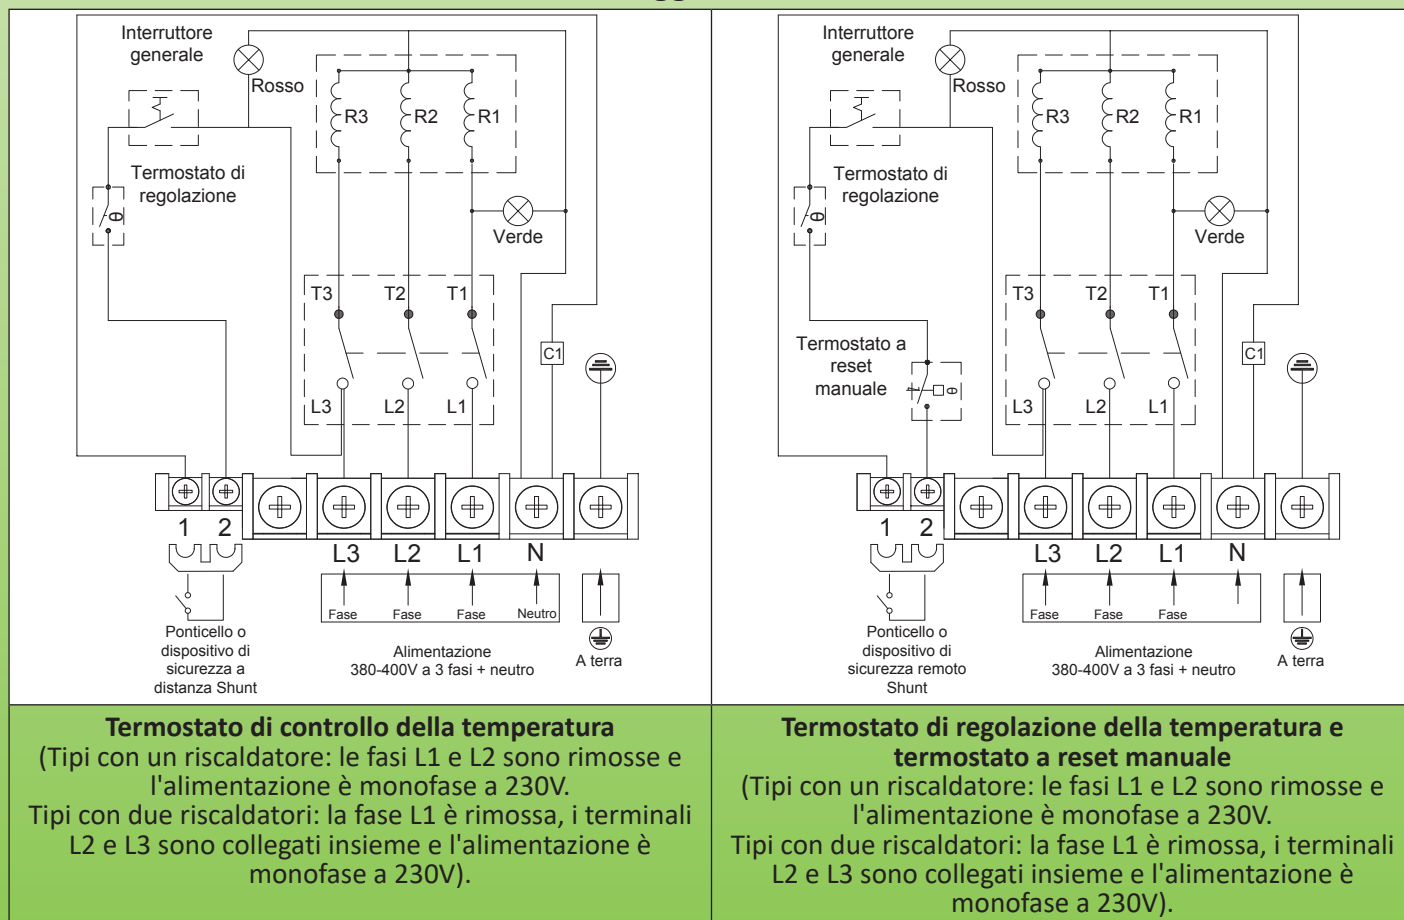 Interruttore
generale
Rosso
R3 R2 R1
Termostato di
regolazione
θ
Verde
T3 T2 T1
C1
L3 L2 L1
1 2
L3 L2 L1 N
Fase Fase Fase Neutro
Ponticello o
dispositivo di
sicurezza a
distanza Shunt
Alimentazione
380-400V a 3 fasi + neutro
A terra
Termostato di controllo della temperatura
(Tipi con un riscaldatore: le fasi L1 e L2 sono rimosse e
l'alimentazione è monofase a 230V.
Tipi con due riscaldatori: la fase L1 è rimossa, i terminali
L2 e L3 sono collegati insieme e l'alimentazione è
monofase a 230V).
Interruttore
generale
Rosso
R3 R2 R1
Termostato di
regolazione
θ
Verde
T3 T2 T1
Termostato a
reset
manuale
θ
C1
L3 L2 L1
1 2
L3 L2 L1 N
Fase Fase Fase
Ponticello o
dispositivo di
sicurezza remoto
Shunt
Alimentazione
380-400V a 3 fasi + neutro
A terra
Termostato di regolazione della temperatura e
termostato a reset manuale
(Tipi con un riscaldatore: le fasi L1 e L2 sono rimosse e
l'alimentazione è monofase a 230V.
Tipi con due riscaldatori: la fase L1 è rimossa, i terminali
L2 e L3 sono collegati insieme e l'alimentazione è
monofase a 230V).